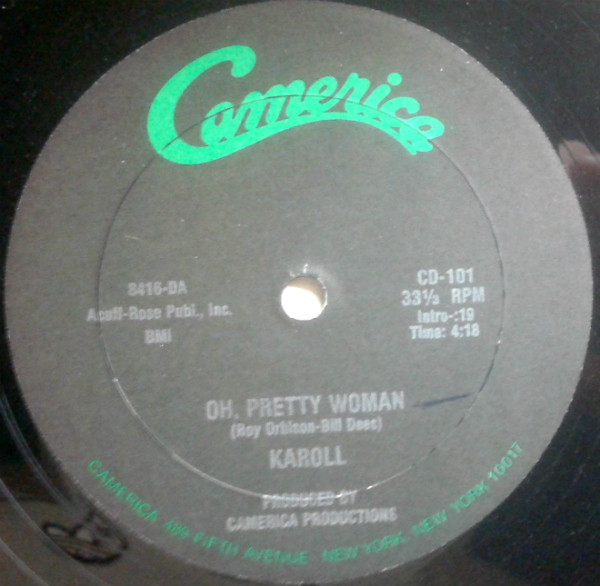 Camerica
8416-DA
Acuff-Rose Publ., Inc.
BMI
CD-101
33⅓ RPM
Intro-:19
Time: 4:18
OH, PRETTY WOMAN
(Roy Orbison-Bill Dees)
KAROLL
PRODUCED BY
CAMERICA PRODUCTIONS
CAMERICA 489 FIFTH AVENUE NEW YORK, NEW YORK 10017